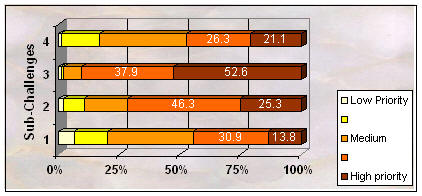 Sub-Challenges
4 26.3 21.1
3 37.9 52.6
2 46.3 25.3
1 30.9 13.8
0% 25% 50% 75% 100%
Low Priority
Medium
High priority